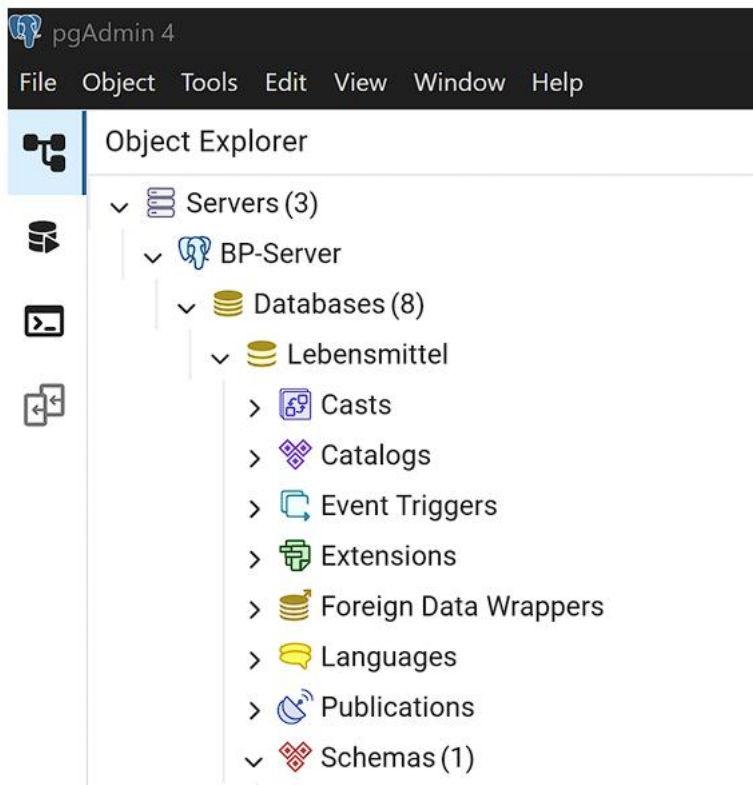 pgAdmin 4
File Object Tools Edit View Window Help
Object Explorer
Servers (3)
BP-Server
Databases (8)
Lebensmittel
Casts
Catalogs
Event Triggers
Extensions
Foreign Data Wrappers
Languages
Publications
Schemas (1)